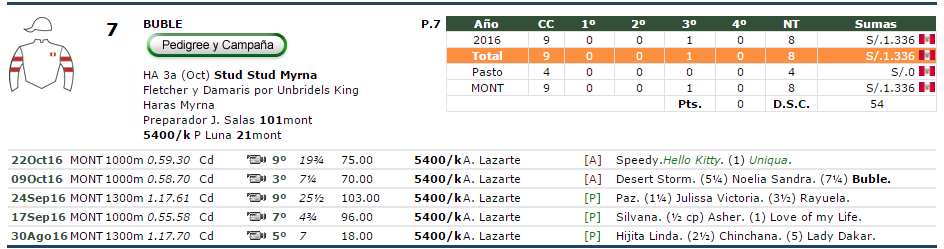 7 BUBLE P.7
Pedigree y Campaña
HA 3a (Oct) Stud Stud Myrna
Fletcher y Damaris por Unbridels King
Haras Myrna
Preparador J. Salas 101mont
5400/k P Luna 21mont
Año CC 1º 2º 3º 4º NT Sumas
2016 9 0 0 1 0 8 S/.1.336
Total 9 0 0 1 0 8 S/.1.336
Pasto 4 0 0 0 0 4 S/.0
MONT 9 0 0 1 0 8 S/.1.336
Pts. 0 D.S.C. 54
22Oct16 MONT 1000m 0.59.30 Cd 9º 19¾ 75.00 5400/k A. Lazarte [A] Speedy.Hello Kitty. (1) Uniqua.
09Oct16 MONT 1000m 0.58.70 Cd 3º 7¼ 70.00 5400/k A. Lazarte [A] Desert Storm. (5¼) Noelia Sandra. (7¼) Buble.
24Sep16 MONT 1300m 1.17.61 Cd 9º 25½ 103.00 5400/k A. Lazarte [P] Paz. (1¼) Julissa Victoria. (3½) Rayuela.
17Sep16 MONT 1000m 0.55.58 Cd 7º 4¾ 96.00 5400/k A. Lazarte [P] Silvana. (½ cp) Asher. (1) Love of my Life.
30Ago16 MONT 1300m 1.17.70 Cd 5º 7 18.00 5400/k A. Lazarte [P] Hijita Linda. (2½) Chinchana. (5) Lady Dakar.